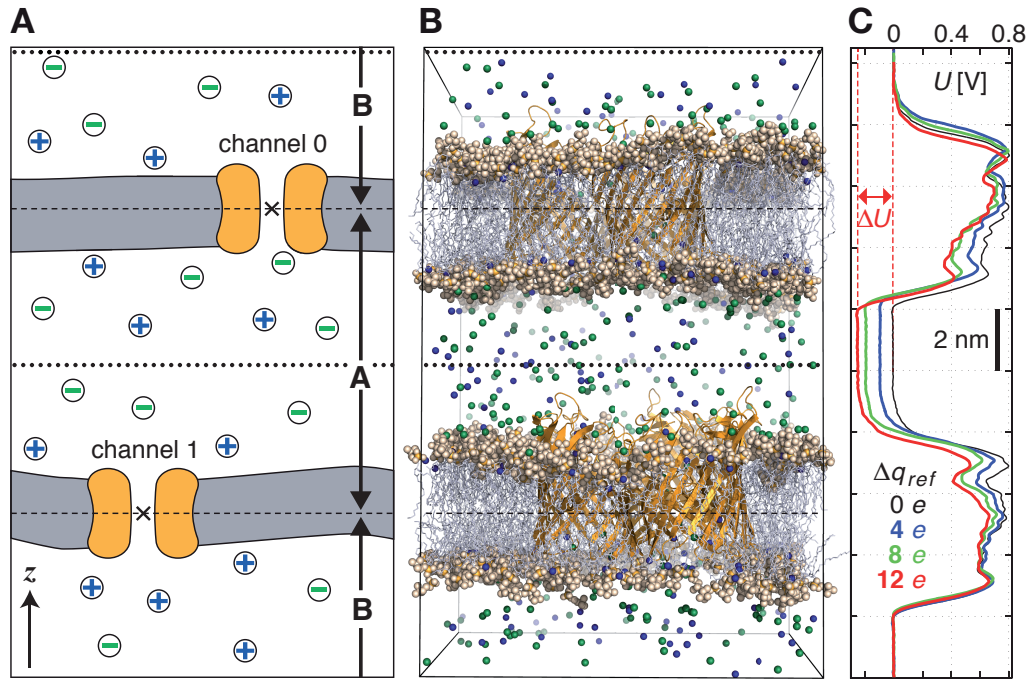 A
B
C
B
channel 0
A
channel 1
B
z
0 0.4 0.8
U [V]
ΔU
2 nm
Δq_ref
0 e
4 e
8 e
12 e